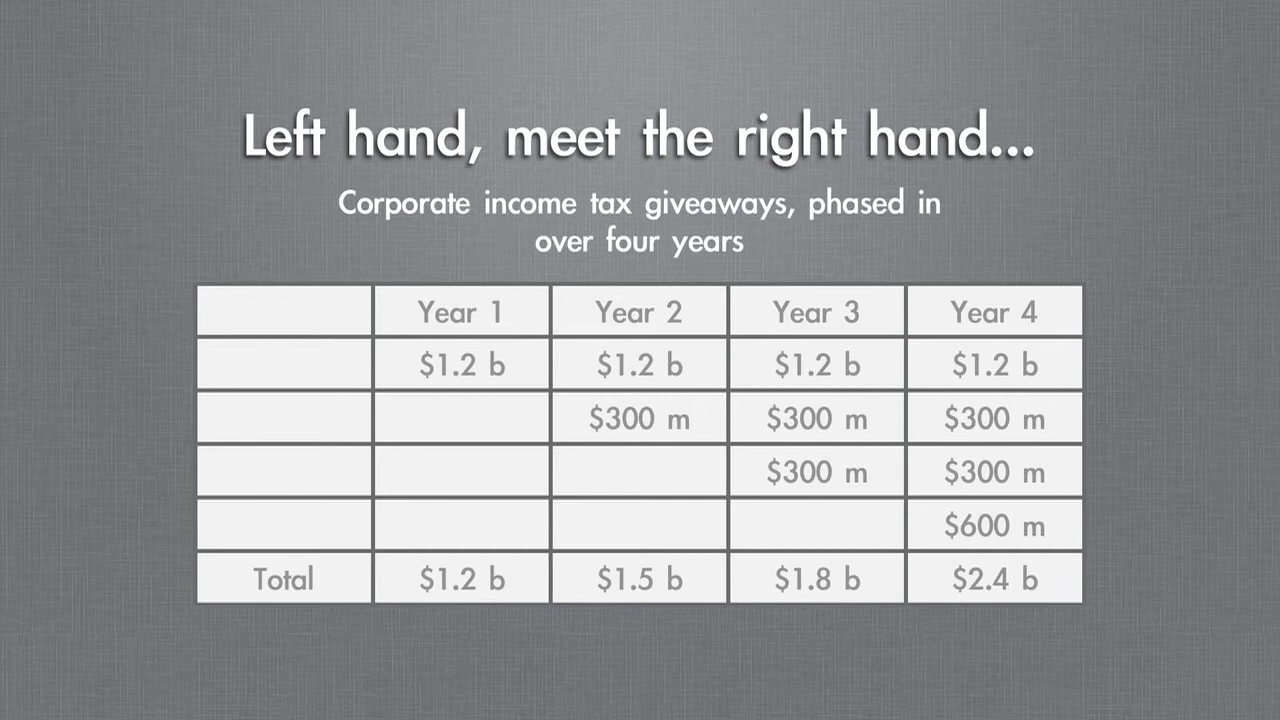 Left hand, meet the right hand...
Corporate income tax giveaways, phased in
over four years
Year 1 Year 2 Year 3 Year 4
$1.2 b $1.2 b $1.2 b $1.2 b
$300 m $300 m $300 m
$300 m $300 m
$600 m
Total $1.2 b $1.5 b $1.8 b $2.4 b